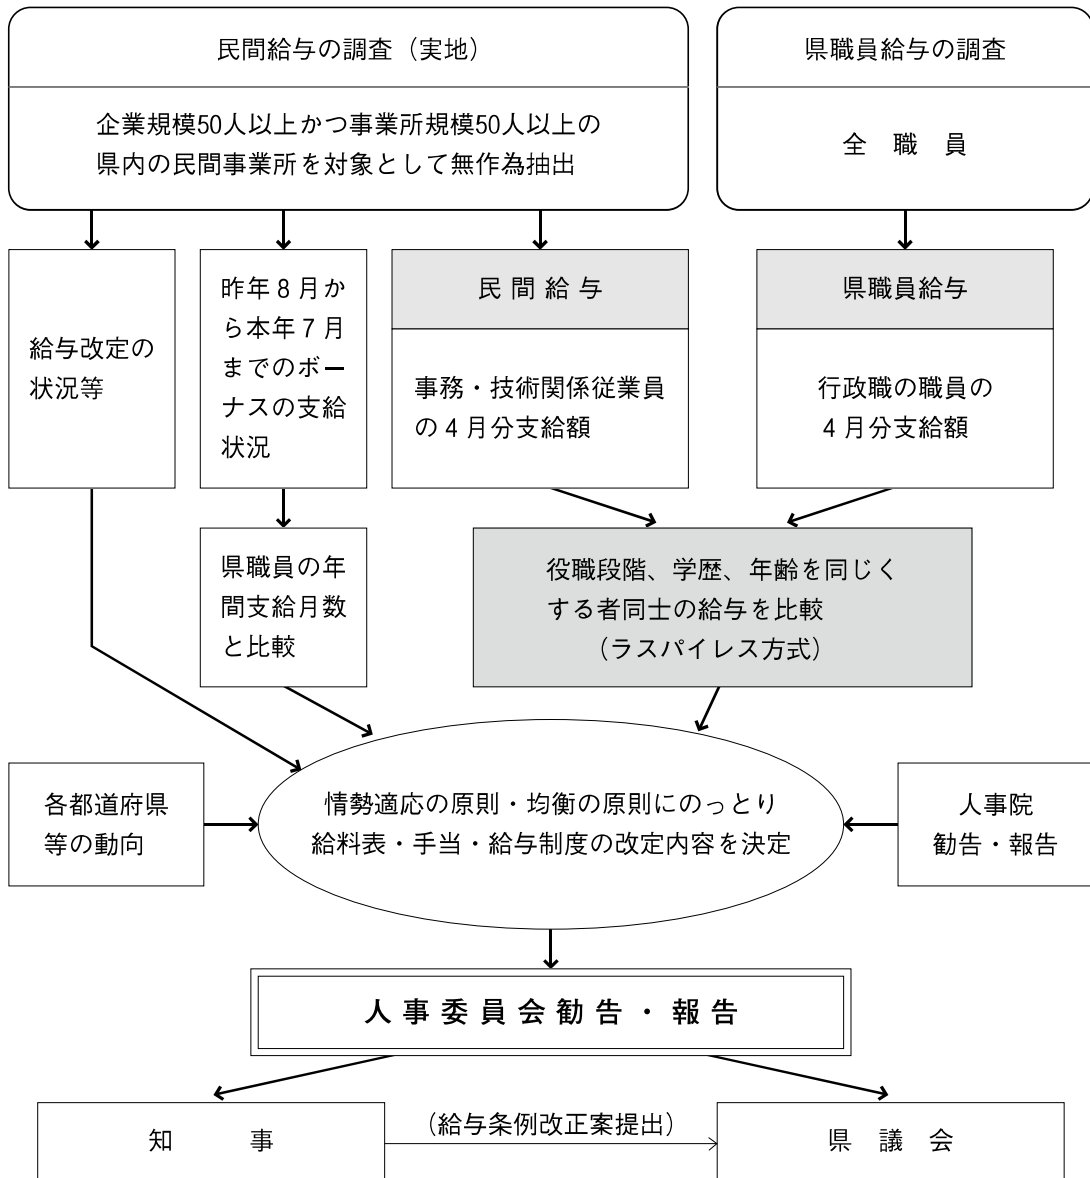 民間給与の調査（実地）
企業規模50人以上かつ事業所規模50人以上の
県内の民間事業所を対象として無作為抽出
県職員給与の調査
全　職　員
給与改定の
状況等
昨年８月か
ら本年７月
までのボー
ナスの支給
状況
民 間 給 与
事務・技術関係従業員
の４月分支給額
県職員給与
行政職の職員の
４月分支給額
県職員の年
間支給月数
と比較
役職段階、学歴、年齢を同じく
する者同士の給与を比較
（ラスパイレス方式）
各都道府県
等の動向
情勢適応の原則・均衡の原則にのっとり
給料表・手当・給与制度の改定内容を決定
人事院
勧告・報告
人 事 委 員 会 勧 告 ・ 報 告
知　　　事
（給与条例改正案提出）
県　議　会